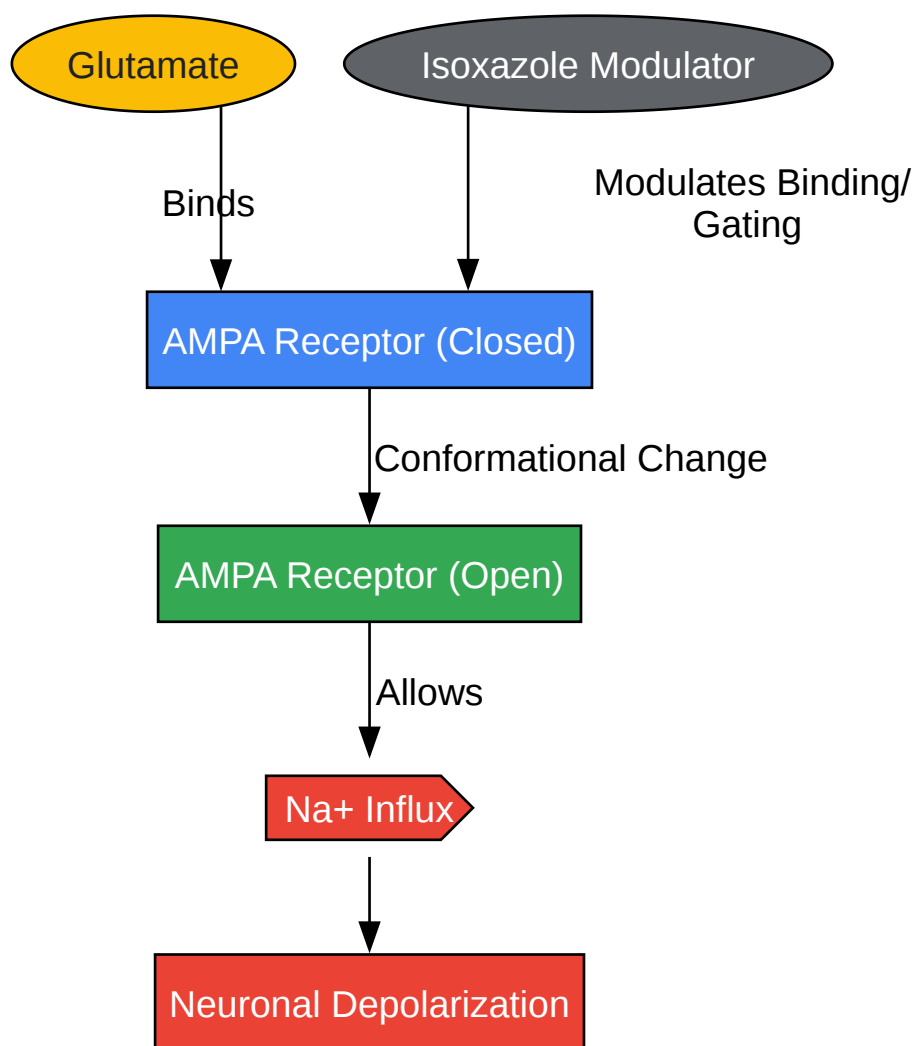 Glutamate
Isoxazole Modulator
Binds
Modulates Binding/
Gating
AMPA Receptor (Closed)
Conformational Change
AMPA Receptor (Open)
Allows
Na+ Influx
Neuronal Depolarization